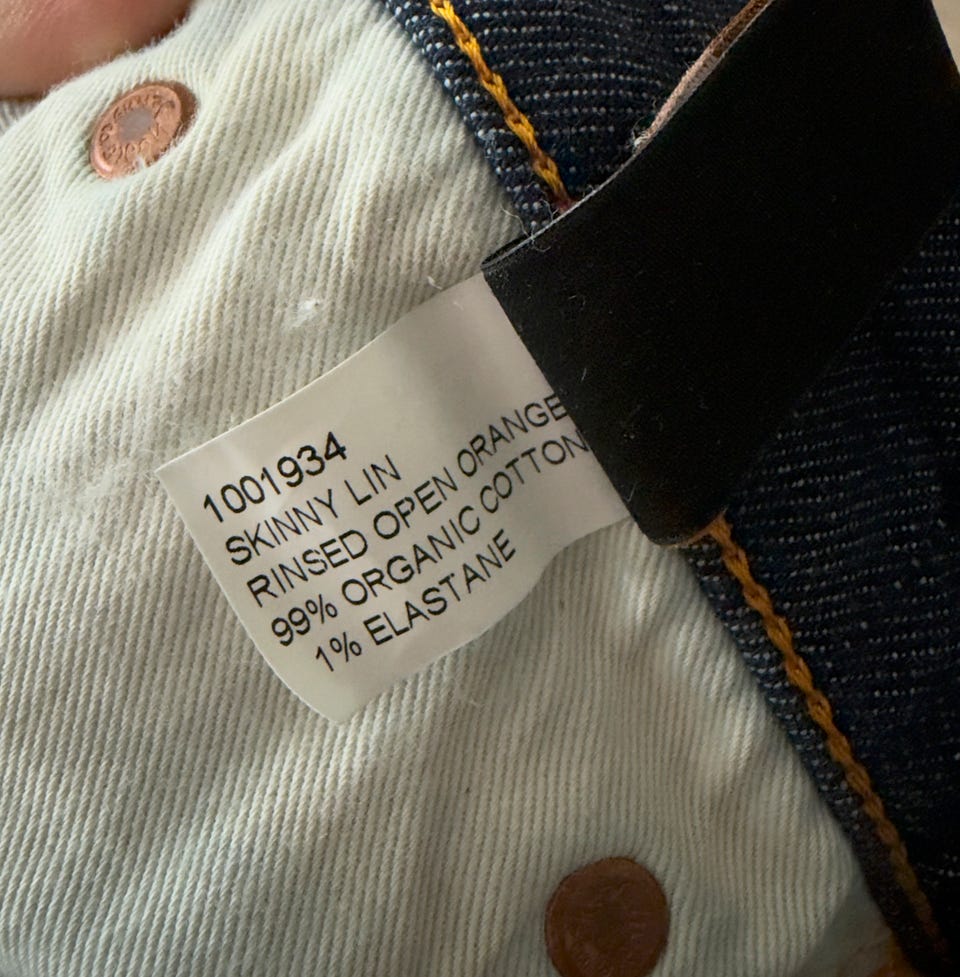 1001934
SKINNY LIN
RINSED OPEN ORANGE
99% ORGANIC COTTON
1% ELASTANE